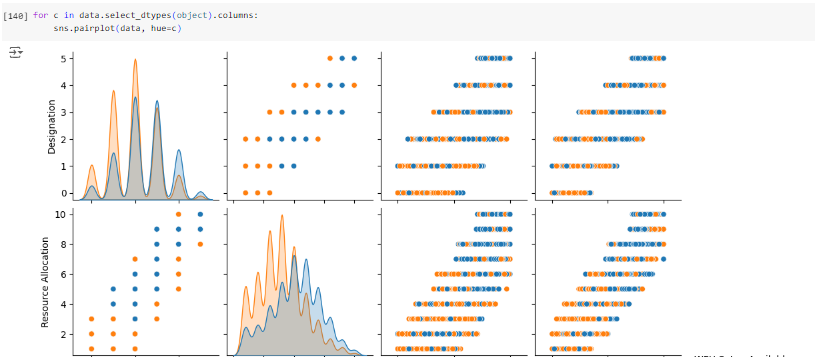 [140] for c in data.select_dtypes(object).columns:
sns.pairplot(data, hue=c)
5
4
3
2
1
0
Designation
10
8
6
4
2
Resource Allocation